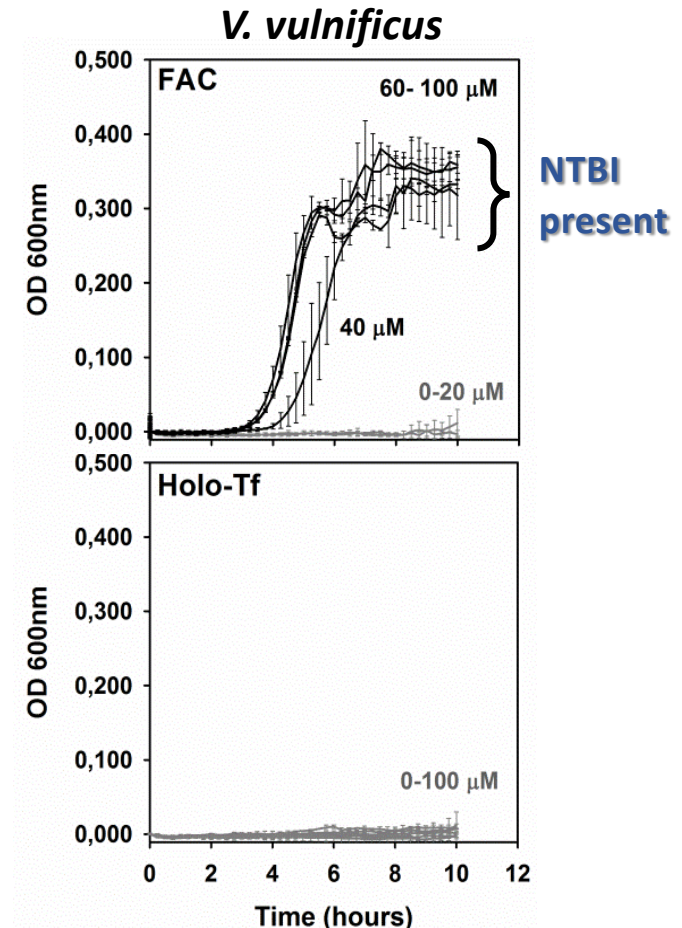 V. vulnificus
0,500
FAC
60- 100 µM
0,400
NTBI
present
0,300
OD 600nm
0,200
40 µM
0,100
0-20 µM
0,000
0,500
Holo-Tf
0,400
0,300
OD 600nm
0,200
0,100
0-100 µM
0,000
0 2 4 6 8 10 12
Time (hours)